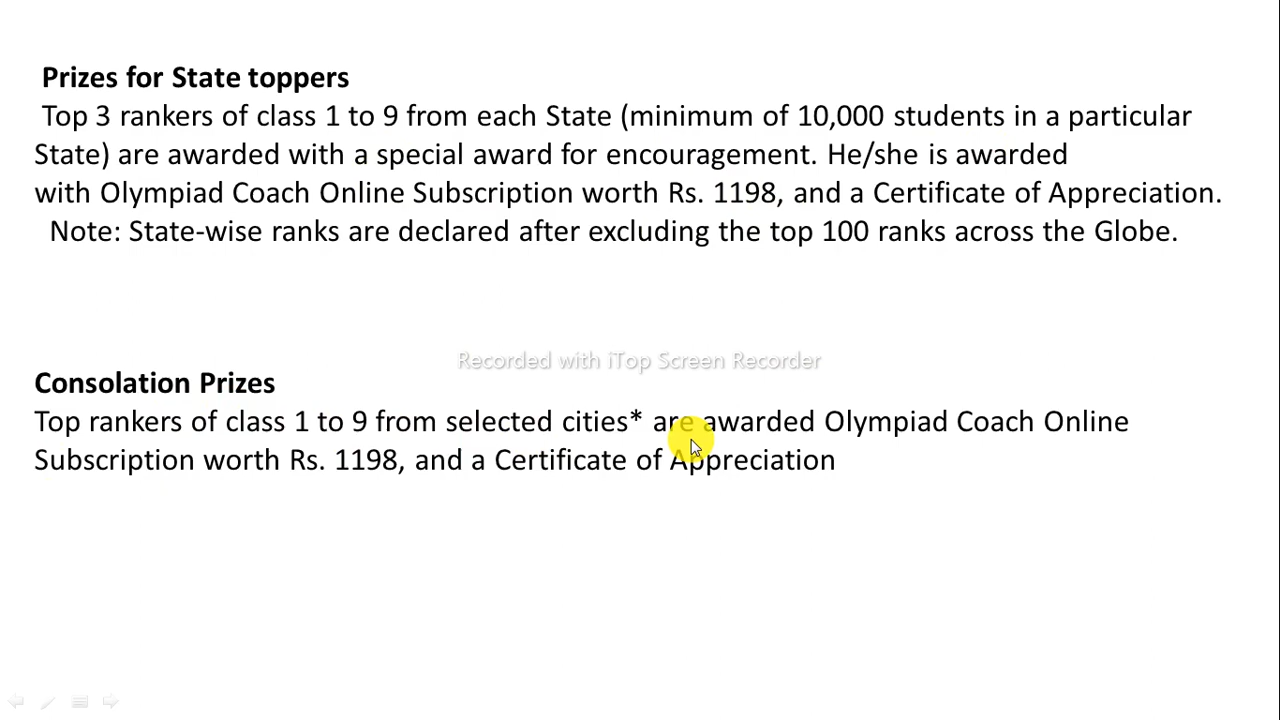 Prizes for State toppers
Top 3 rankers of class 1 to 9 from each State (minimum of 10,000 students in a particular
State) are awarded with a special award for encouragement. He/she is awarded
with Olympiad Coach Online Subscription worth Rs. 1198, and a Certificate of Appreciation.
Note: State-wise ranks are declared after excluding the top 100 ranks across the Globe.
Recorded with iTop Screen Recorder
Consolation Prizes
Top rankers of class 1 to 9 from selected cities* are awarded Olympiad Coach Online
Subscription worth Rs. 1198, and a Certificate of Appreciation